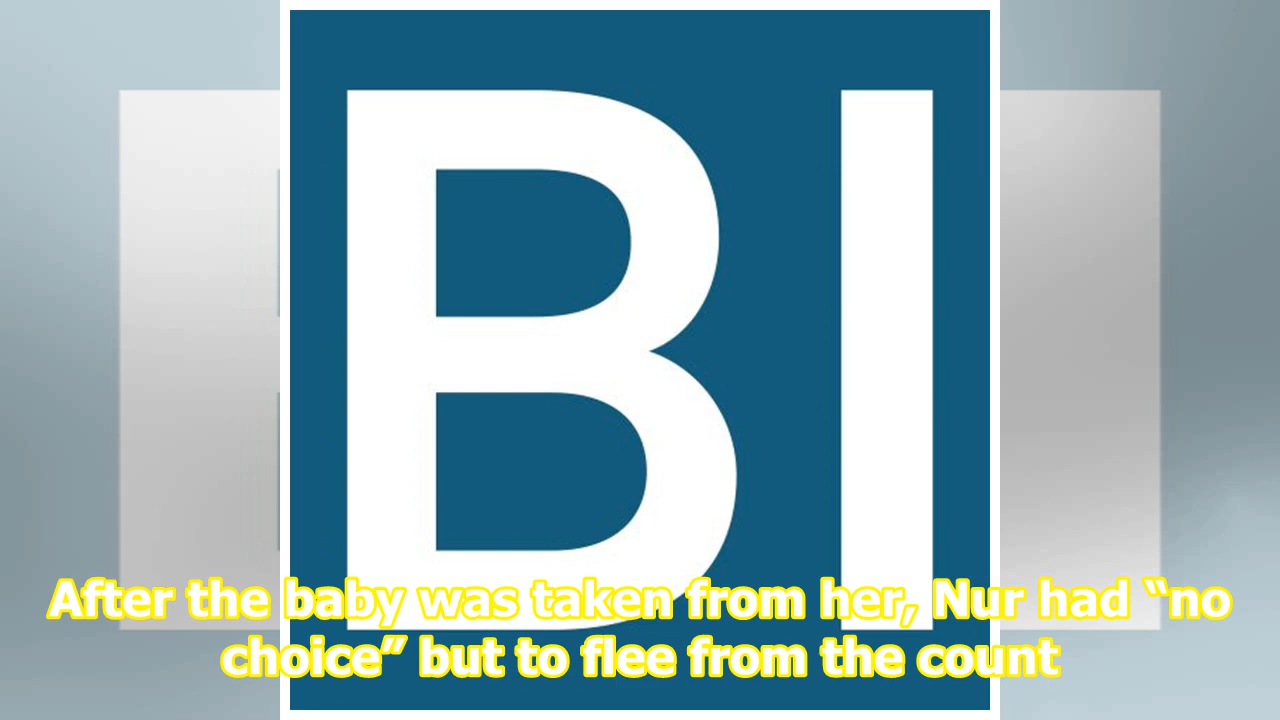 BI
After the baby was taken from her, Nur had “no
choice” but to flee from the count